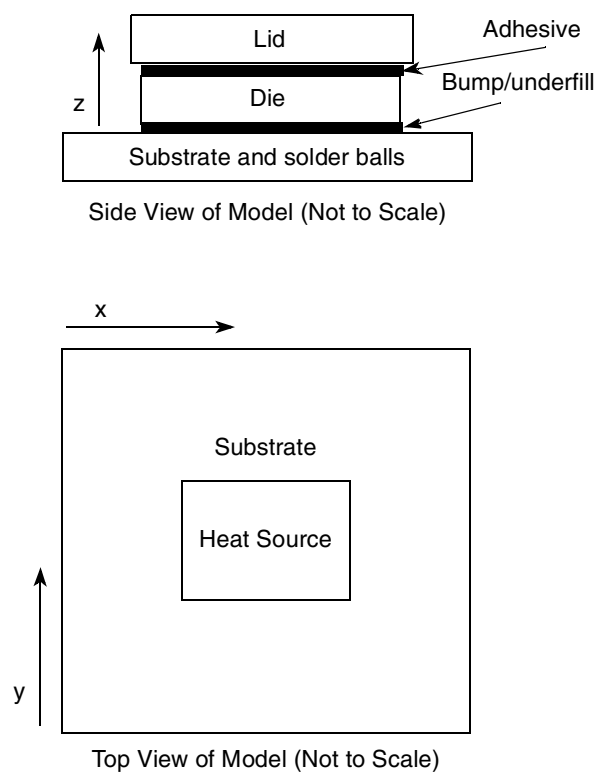 Lid
Adhesive
z
Die
Bump/underfill
Substrate and solder balls
Side View of Model (Not to Scale)
x
Substrate
Heat Source
y
Top View of Model (Not to Scale)